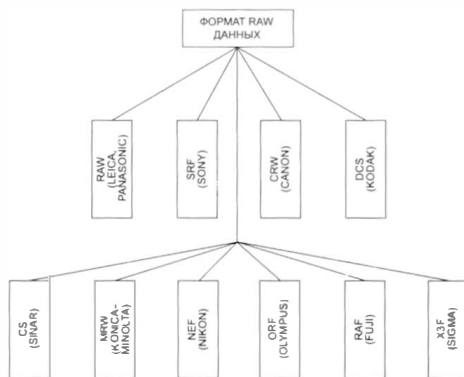 ФОРМАТ RAW
ДАННЫХ
RAW
(LEICA,
PANASONIC)
SRF
(SONY)
CRW
(CANON)
DCS
(KODAK)
CS
(SINAR)
MRW
(KONICA-
MINOLTA)
NEF
(NIKON)
ORF
(OLYMPUS)
RAF
(FUJI)
X3F
(SIGMA)